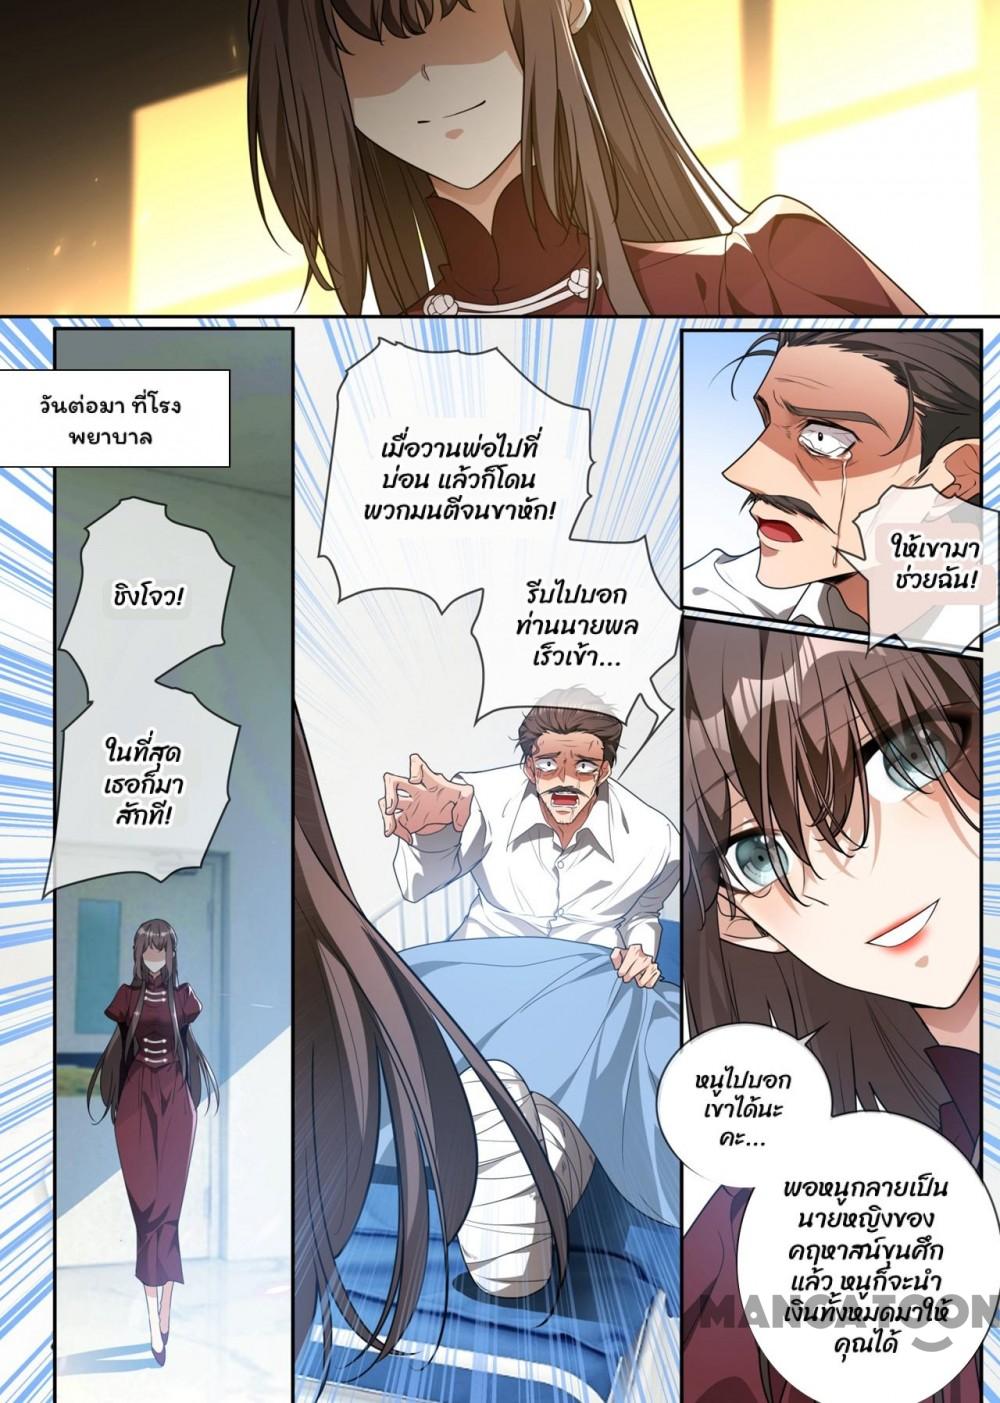 วันต่อมา ที่โรง
พยาบาล
ชิงโจว!
ในที่สุด
เธอก็มา
สักที!
เมื่อวานพ่อไปที่
บ่อน แล้วก็โดน
พวกมนตีจนขาหัก!
รีบไปบอก
ท่านนายพล
เร็วเข้า...
ให้เขามา
ช่วยฉัน!
หนูไปบอก
เขาได้นะ
คะ...
พอหนูกลายเป็น
นายหญิงของ
คฤหาสน์ขุนศึก
แล้ว หนูก็จะนำ
เงินทั้งหมดมาให้
คุณได้
MANGATOON